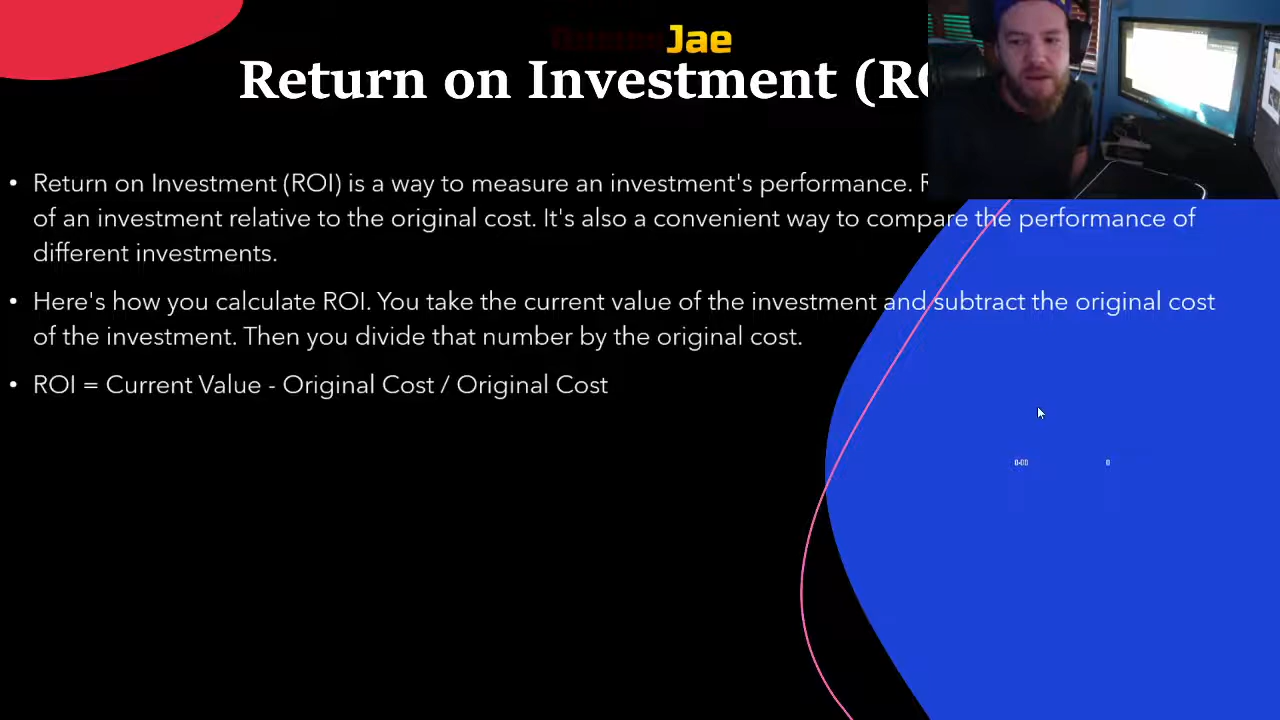 Jae
Return on Investment
• Return on Investment (ROI) is a way to measure an investment's performance.
of an investment relative to the original cost. It's also a convenient way to compare the performance of
different investments.
• Here's how you calculate ROI. You take the current value of the investment and subtract the original cost
of the investment. Then you divide that number by the original cost.
• ROI = Current Value - Original Cost / Original Cost